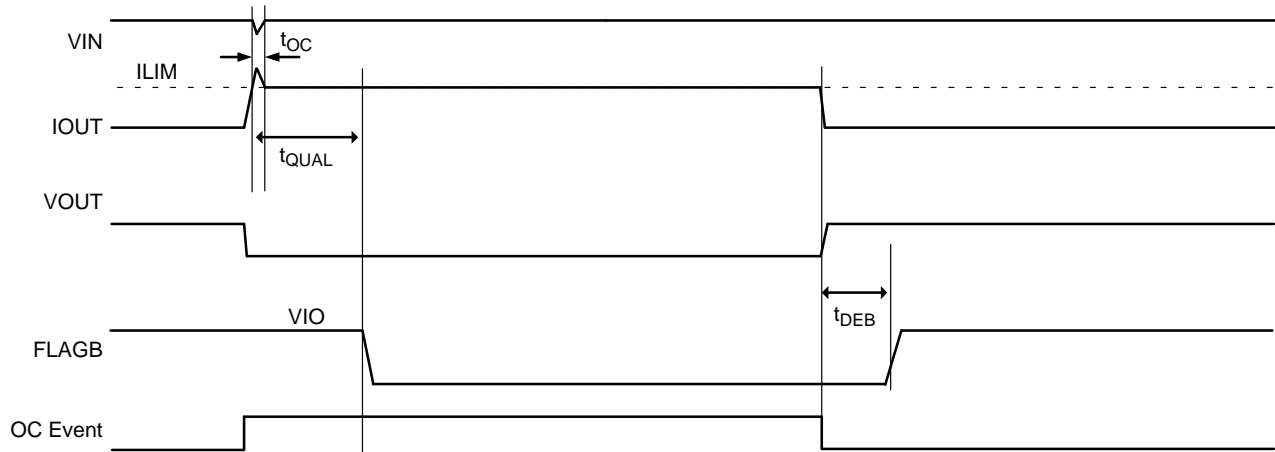 VIN
tOC
ILIM
IOUT
tQUAL
VOUT
VIO
tDEB
FLAGB
OC Event